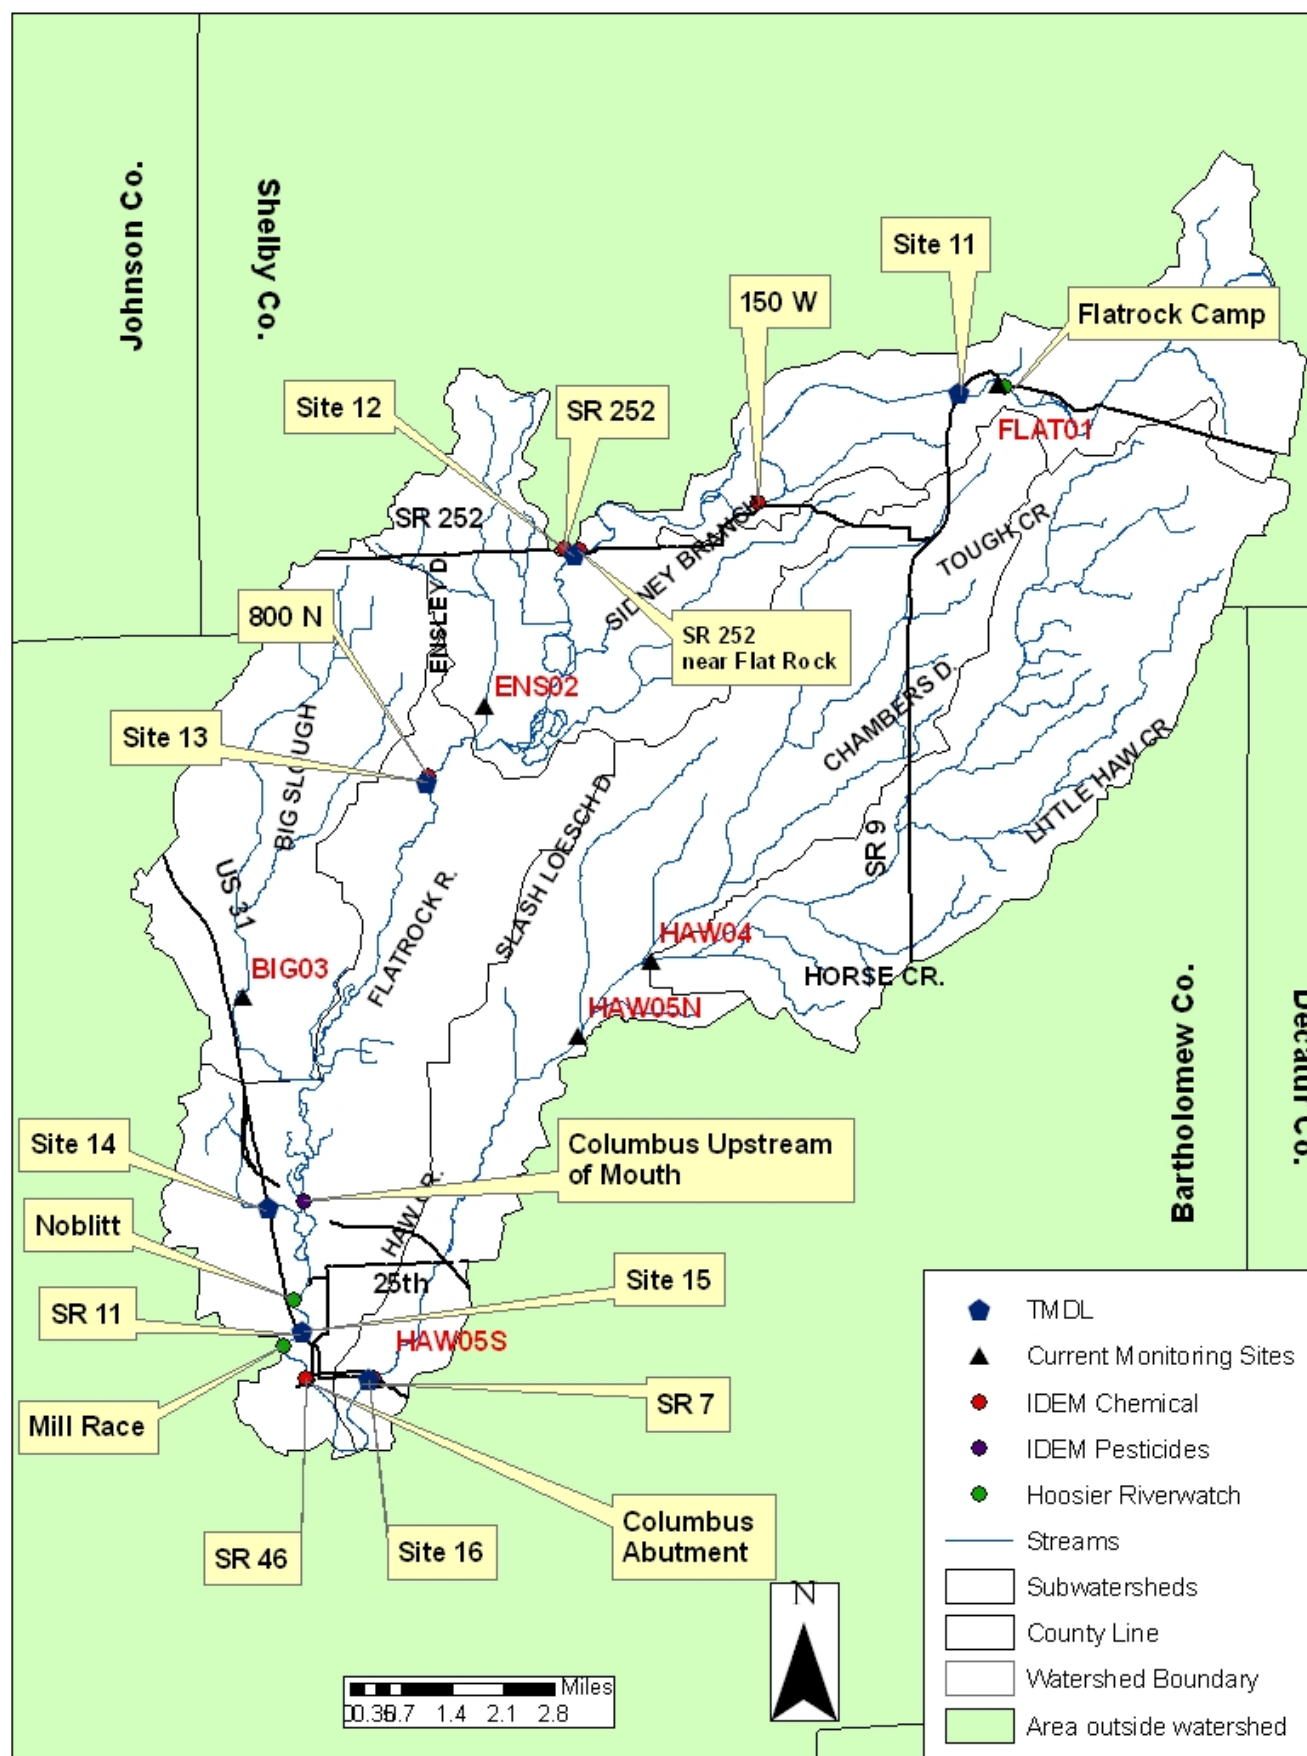 Johnson Co.
Shelby Co.
Site 11
150 W
Flatrock Camp
Site 12
SR 252
FLAT01
SR 252
TOUGH CR
SIDNEY BRANCH
ENSLEY D.
800 N
SR 252
near Flat Rock
ENS02
CHAMBERS D.
Site 13
BIG SLOUGH
LITTLE HAW CR
SLASH LOESCH D.
SR 9
US 31
FLATROCK R.
HAW04
BIG03
HORSE CR.
HAW05N
Bartholomew Co.
Decatur Co.
Site 14
Columbus Upstream
of Mouth
Noblitt
HAW CR.
25th
Site 15
SR 11
HAW05S
SR 7
Mill Race
Columbus
Abutment
SR 46
Site 16
TMDL
Current Monitoring Sites
IDEM Chemical
IDEM Pesticides
Hoosier Riverwatch
Streams
Subwatersheds
County Line
Watershed Boundary
Area outside watershed
N
Miles
0 0.35 0.7 1.4 2.1 2.8